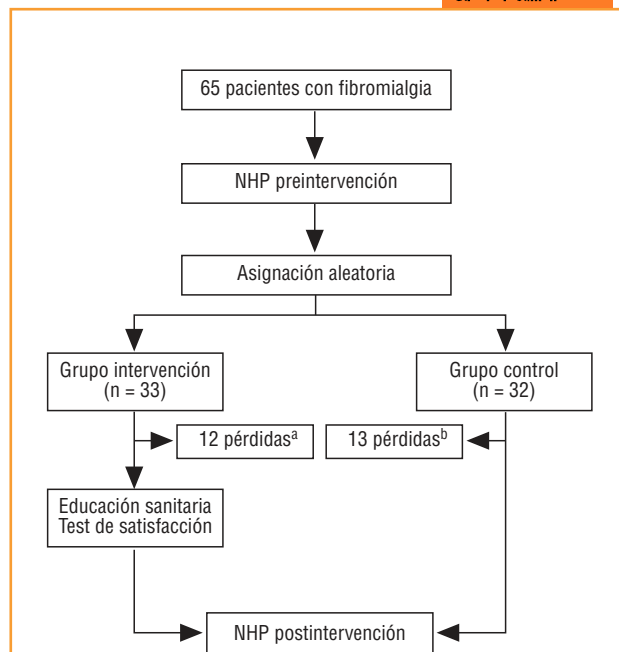 65 pacientes con fibromialgia
NHP preintervención
Asignación aleatoria
Grupo intervención
(n = 33)
Grupo control
(n = 32)
12 pérdidasª
13 pérdidasᵇ
Educación sanitaria
Test de satisfacción
NHP postintervención